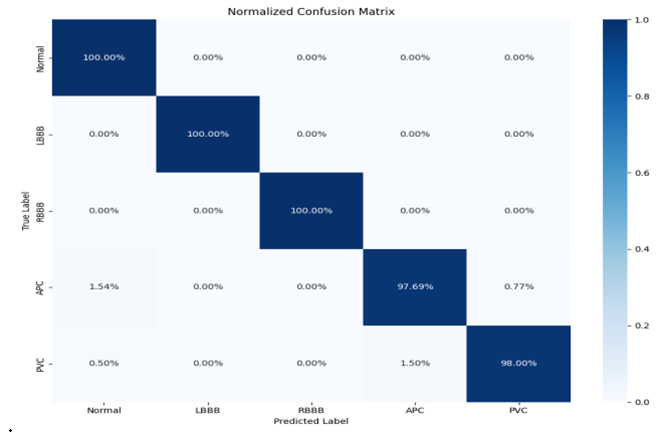 Normalized Confusion Matrix
Normal 100.00% 0.00% 0.00% 0.00% 0.00%
LBBB 0.00% 100.00% 0.00% 0.00% 0.00%
True Label
RBBB 0.00% 0.00% 100.00% 0.00% 0.00%
APC 1.54% 0.00% 0.00% 97.69% 0.77%
PVC 0.50% 0.00% 0.00% 1.50% 98.00%
Normal LBBB RBBB APC PVC
Predicted Label
1.0
0.8
0.6
0.4
0.2
0.0